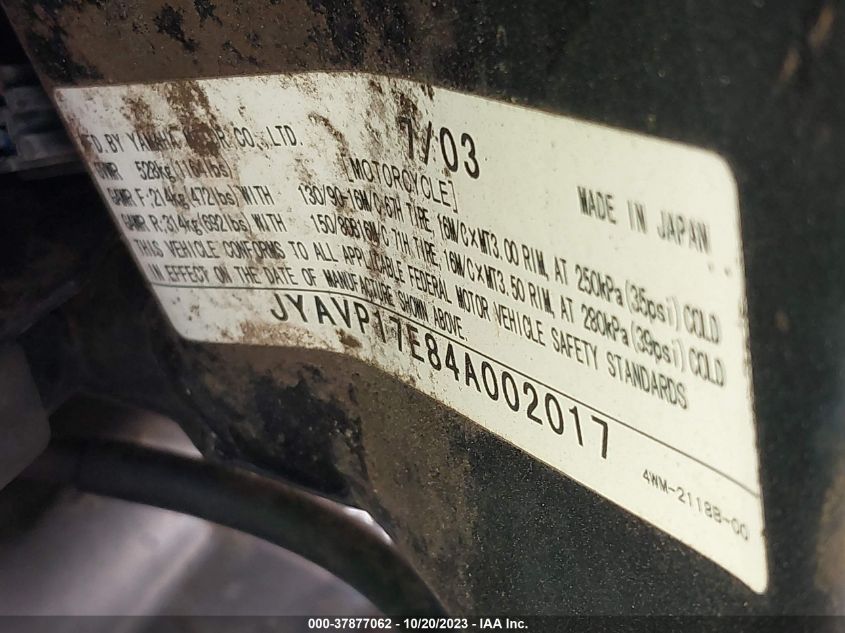 MFD.BY YAMAHA MOTOR CO., LTD. 7/03
GVWR 528kg(1164lbs) [MOTORCYCLE] MADE IN JAPAN
GAWR F:214kg(472lbs)WITH 130/90-16M/C 67H TIRE, 16M/C×MT3.00 RIM, AT 250kPa(35psi)COLD
GAWR R:314kg(692lbs)WITH 150/80B16M/C 71H TIRE, 16M/C×MT3.50 RIM, AT 280kPa(39psi)COLD
THIS VEHICLE CONFORMS TO ALL APPLICABLE FEDERAL MOTOR VEHICLE SAFETY STANDARDS
IN EFFECT ON THE DATE OF MANUFACTURE SHOWN ABOVE.
JYAVP17E84A002017
4WM-2118B-00
000-37877062 - 10/20/2023 - IAA Inc.